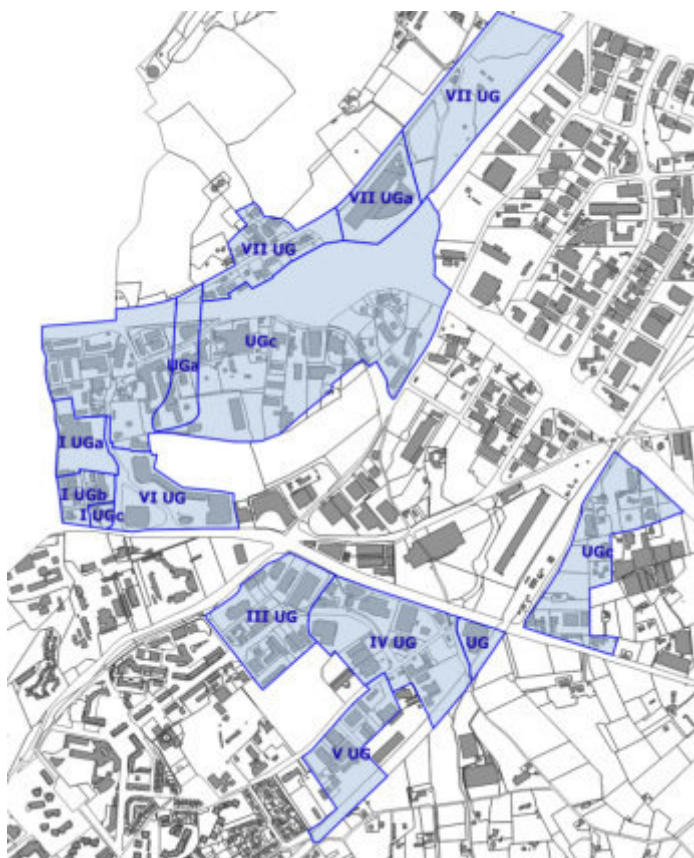 VII UG
VII UGa
VII UG
UGc
UGa
I UGa
I UGb
VI UG
I UGc
UGc
III UG
IV UG
UG
V UG